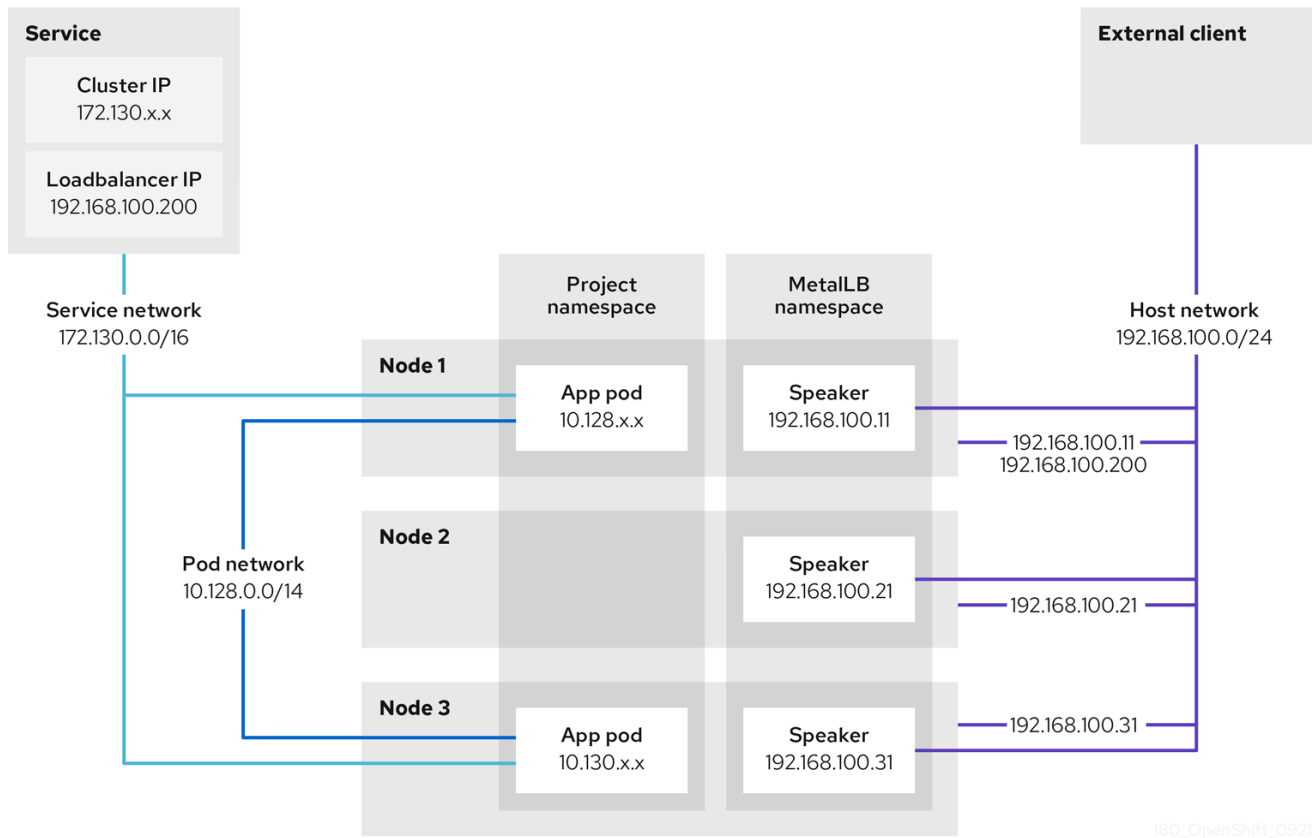 Service
Cluster IP
172.130.x.x
Loadbalancer IP
192.168.100.200
External client
Service network
172.130.0.0/16
Project
namespace
MetalLB
namespace
Host network
192.168.100.0/24
Node 1
App pod
10.128.x.x
Speaker
192.168.100.11
192.168.100.11
192.168.100.200
Pod network
10.128.0.0/14
Node 2
Speaker
192.168.100.21
192.168.100.21
Node 3
App pod
10.130.x.x
Speaker
192.168.100.31
192.168.100.31
180_OpenShift_0921